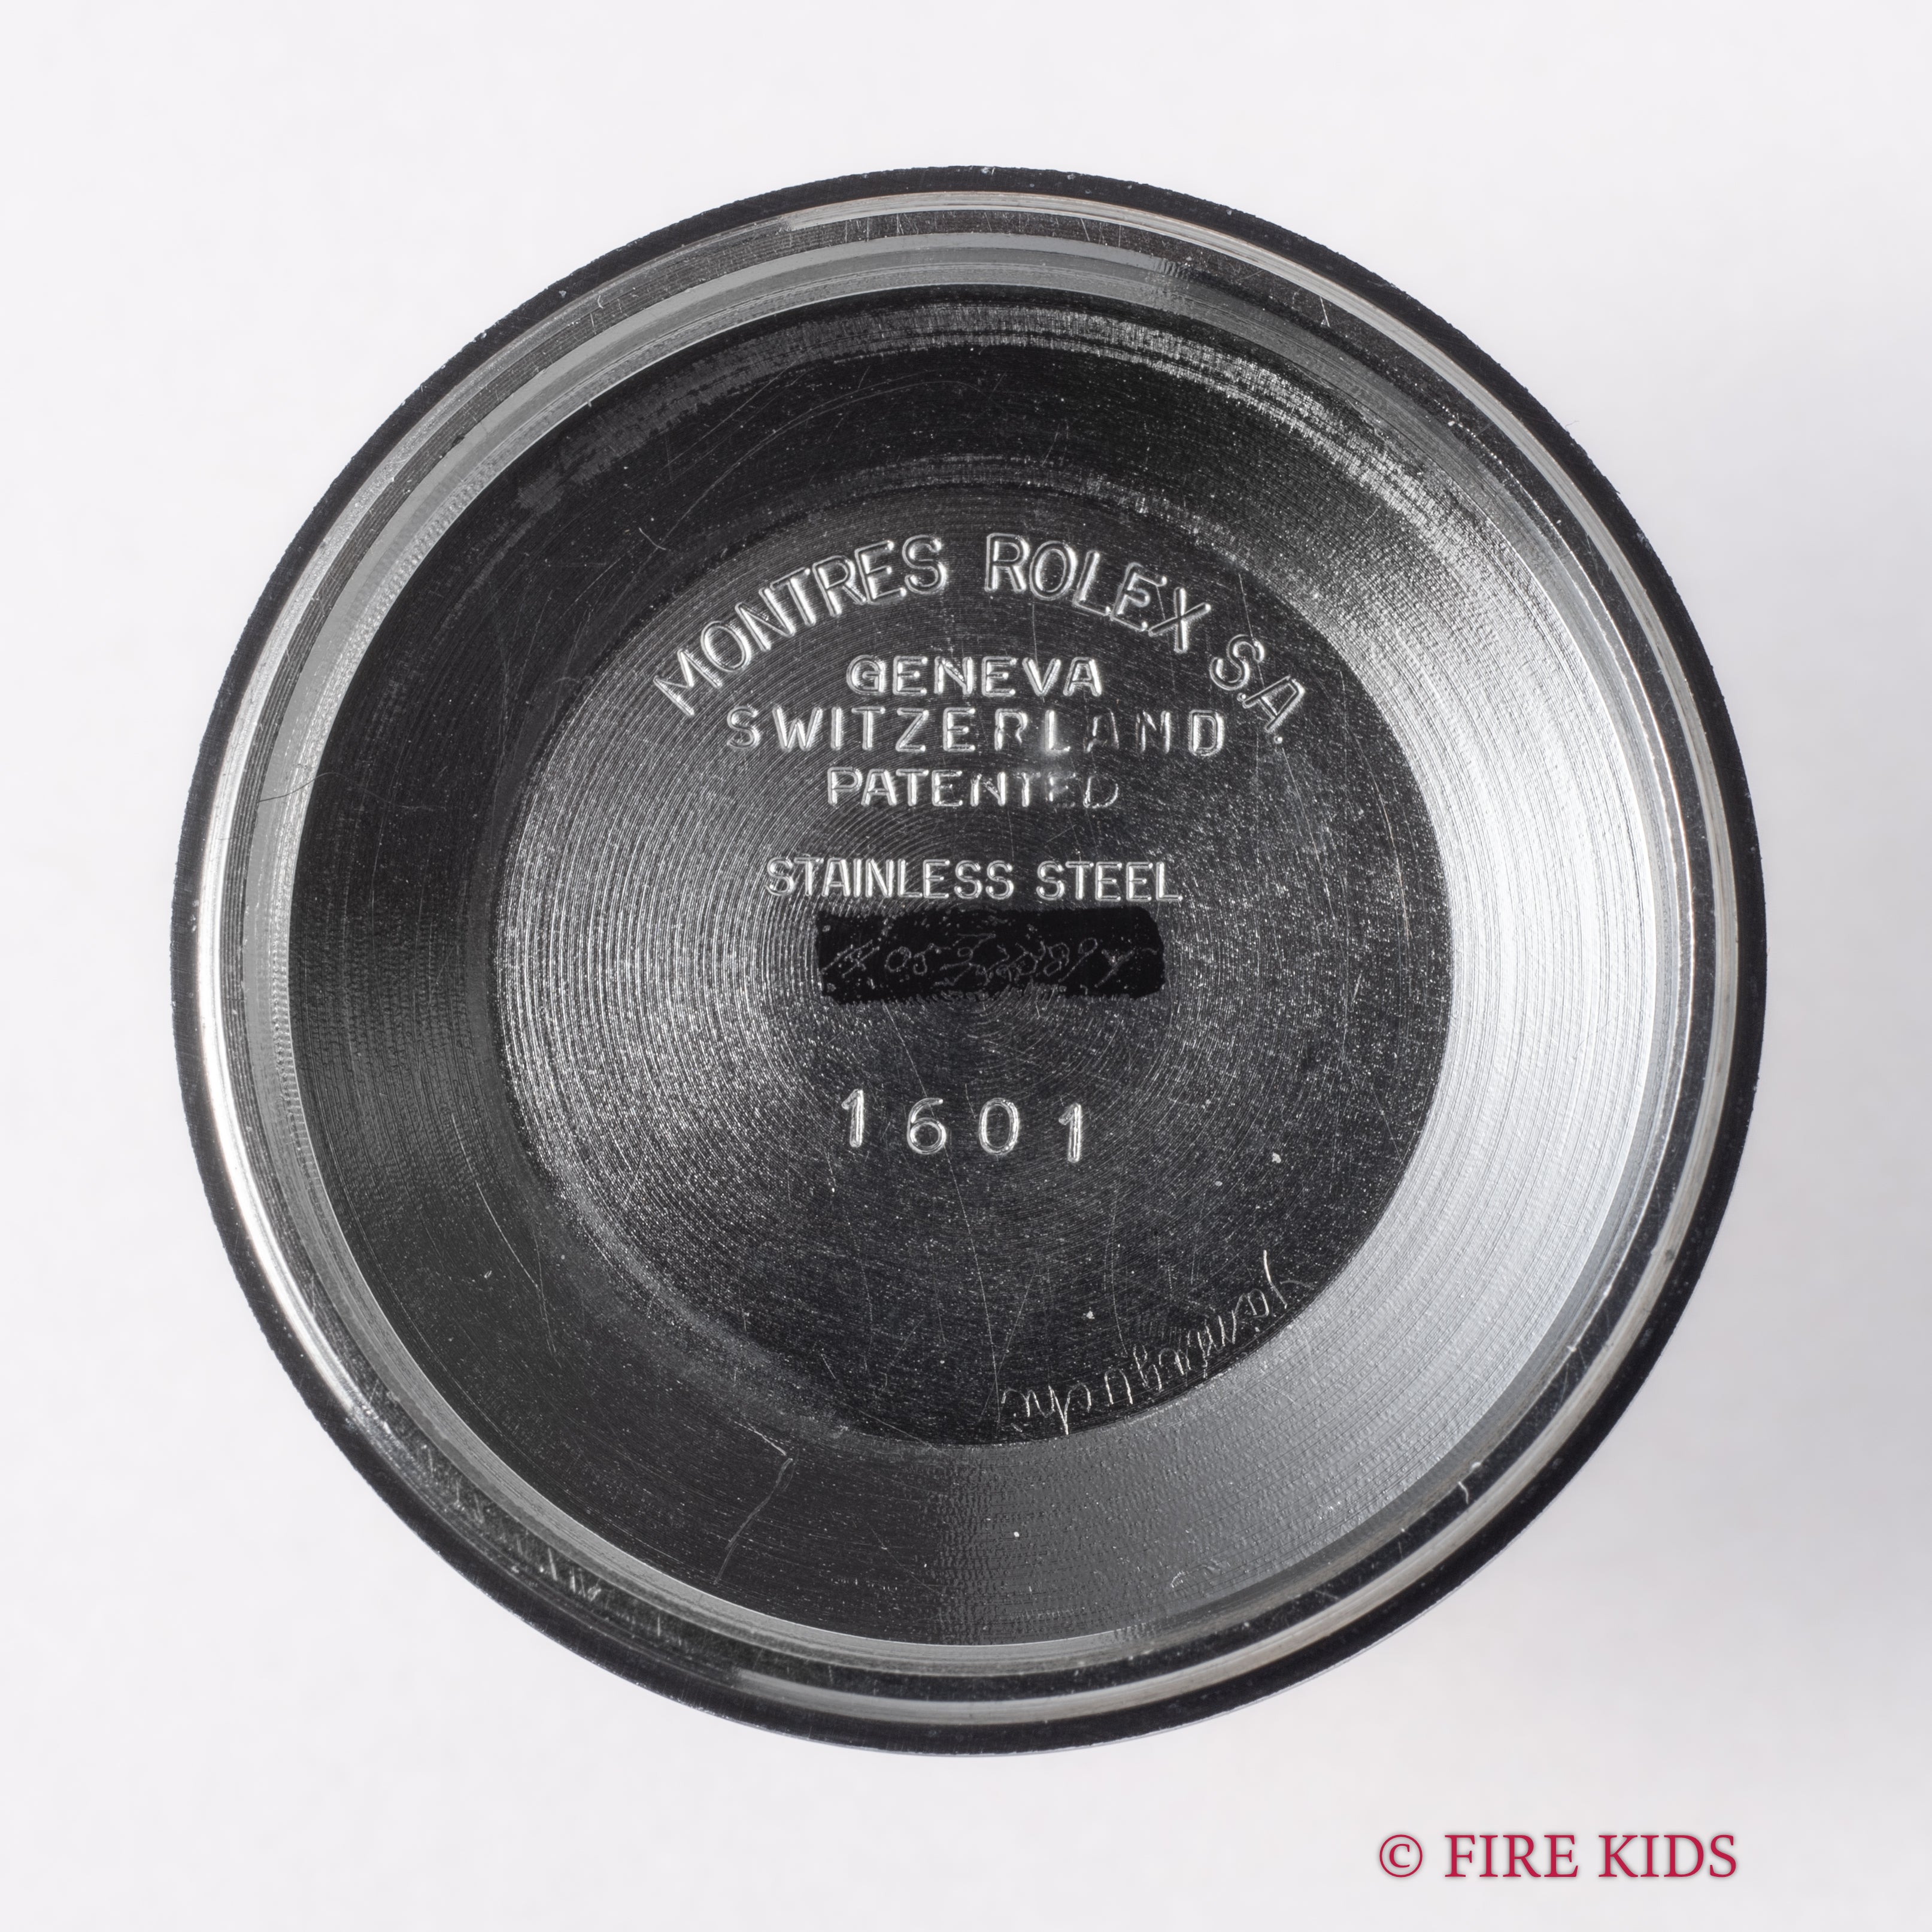 MONTRES ROLEX S.A.
GENEVA
SWITZERLAND
PATENTED
STAINLESS STEEL
1601
© FIRE KIDS